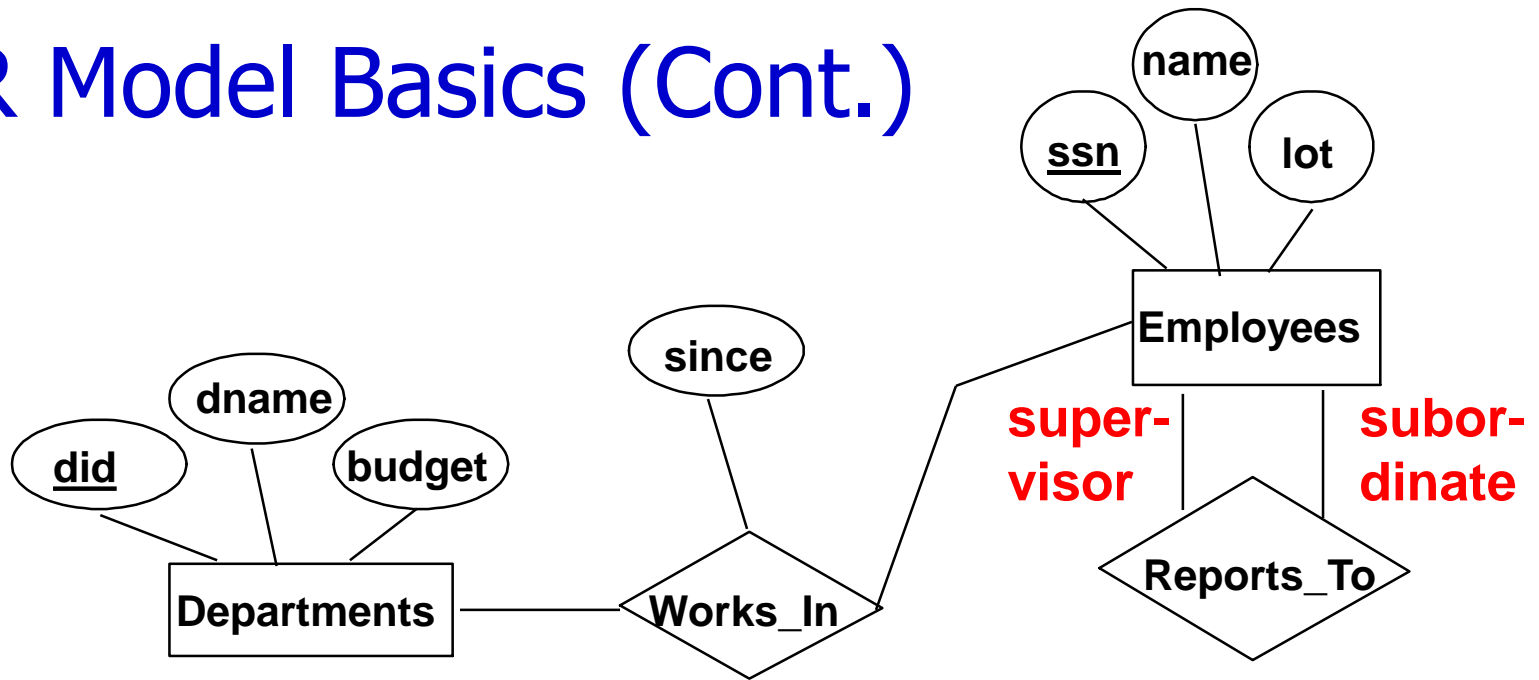 R Model Basics (Cont.)
name
ssn
lot
Employees
since
dname
did
budget
super-
visor
subor-
dinate
Departments
Works_In
Reports_To